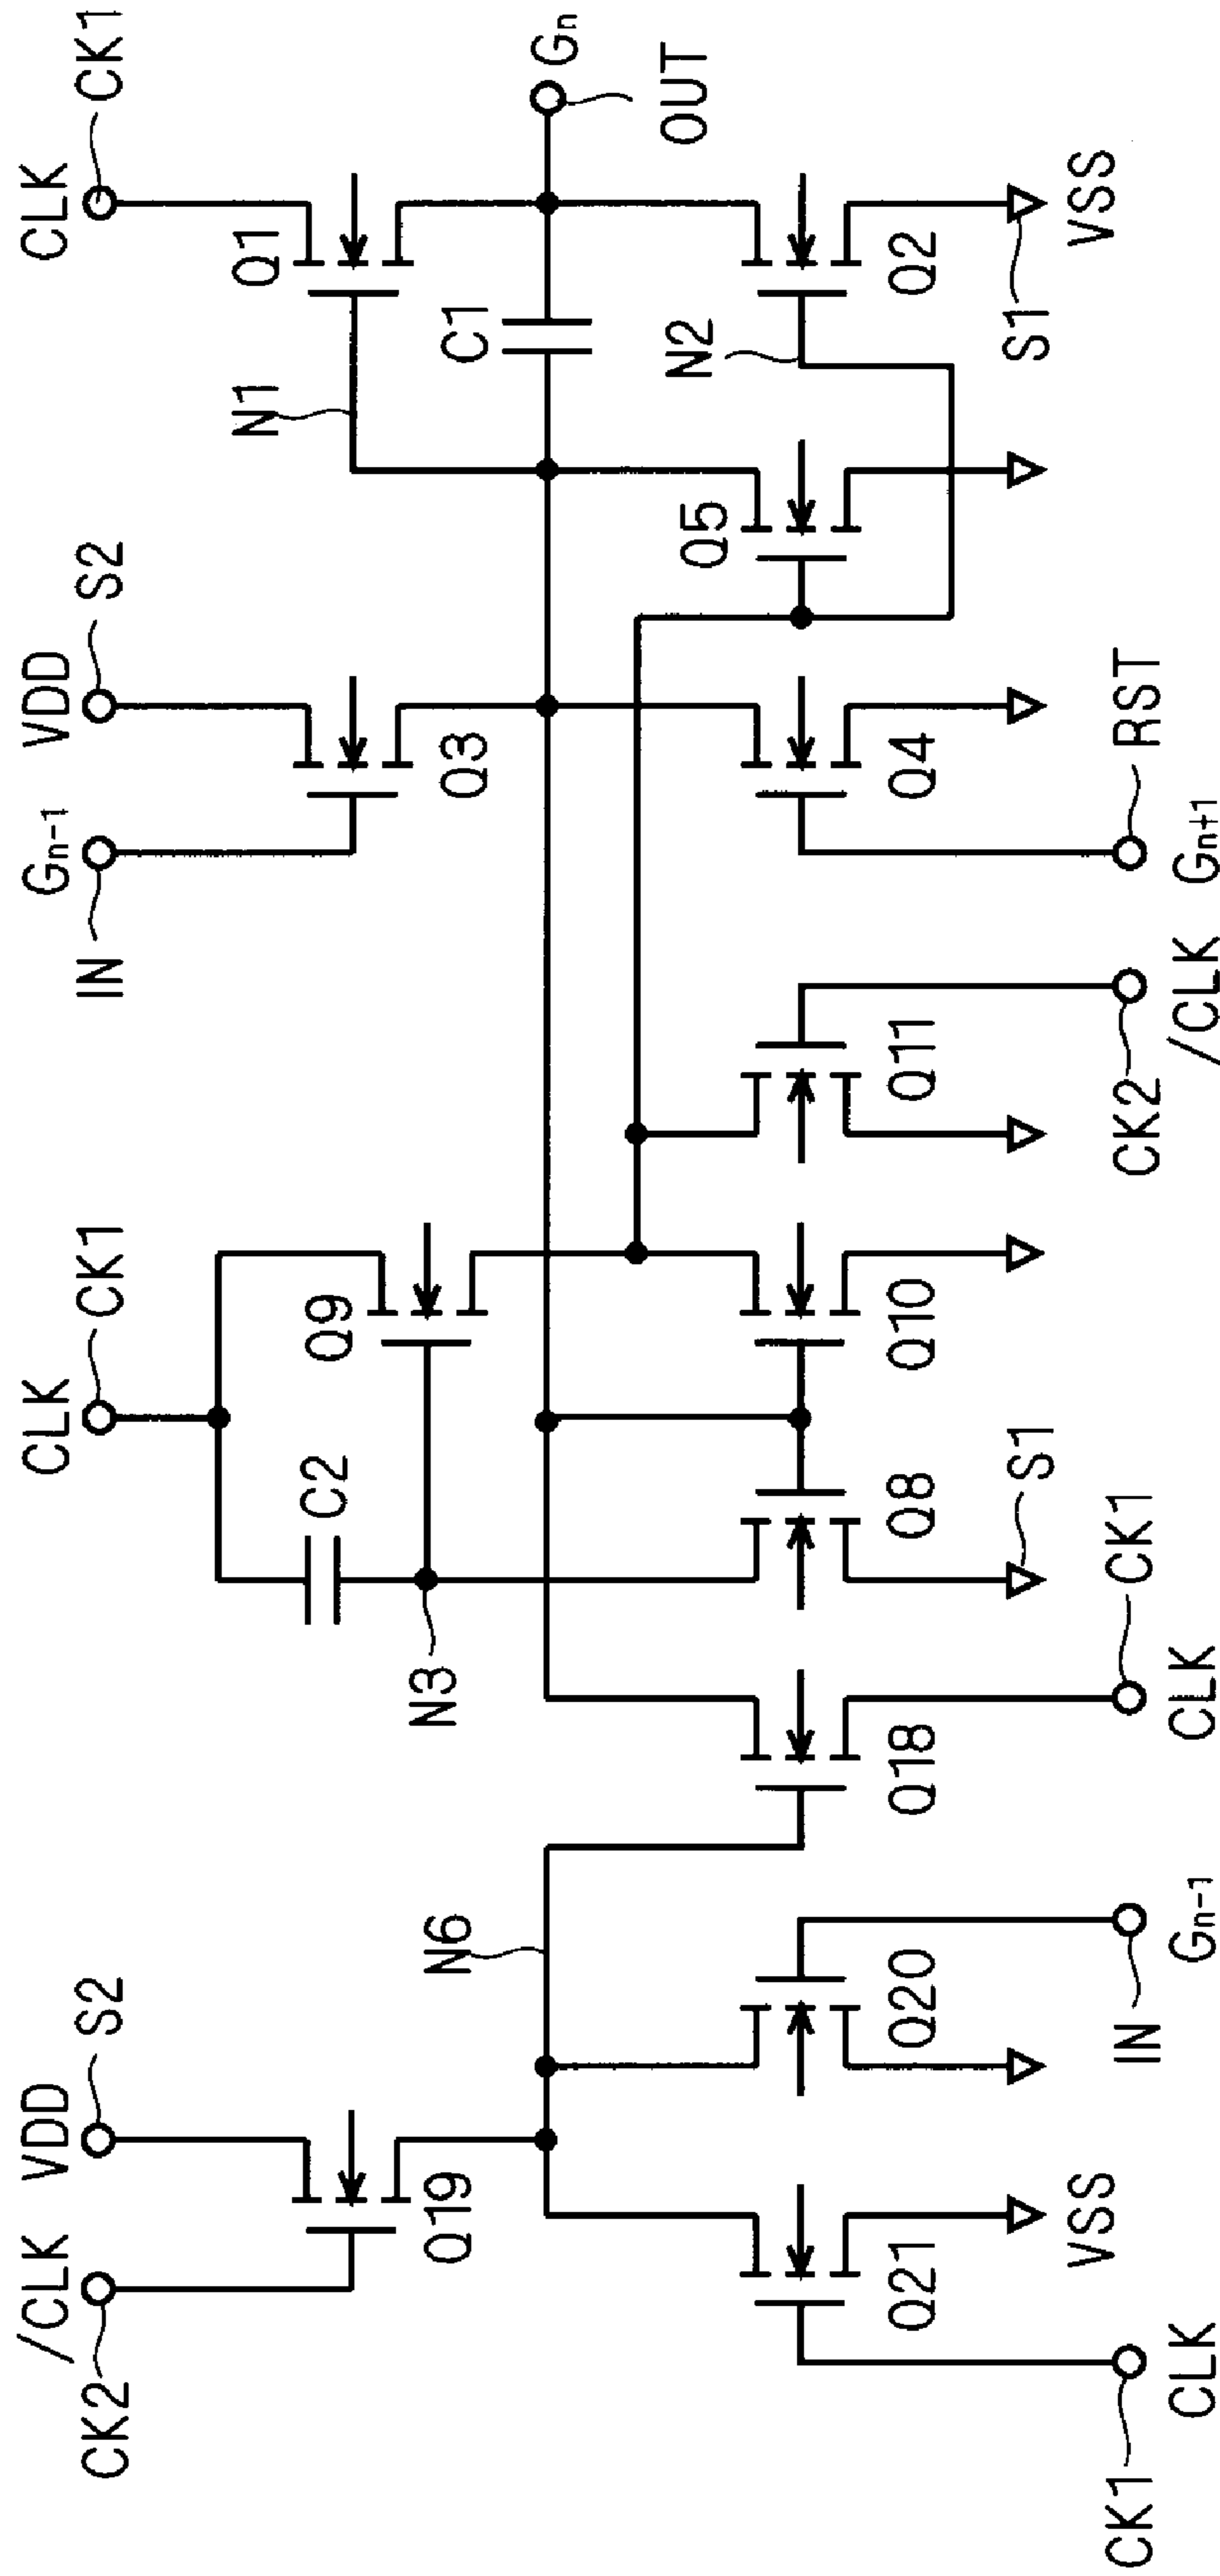 /CLK
VDD
CLK
Gn-1
VDD
CLK
CK2
S2
CK1
IN
S2
CK1
N1
Q1
C2
Q9
Q19
N6
N3
Q3
C1
Gn
Q5
N2
OUT
Q21
Q20
Q18
Q8
Q10
Q11
Q4
Q2
S1
S1
VSS
VSS
CK1
IN
CK1
CK2
RST
CLK
Gn-1
CLK
/CLK
Gn+1